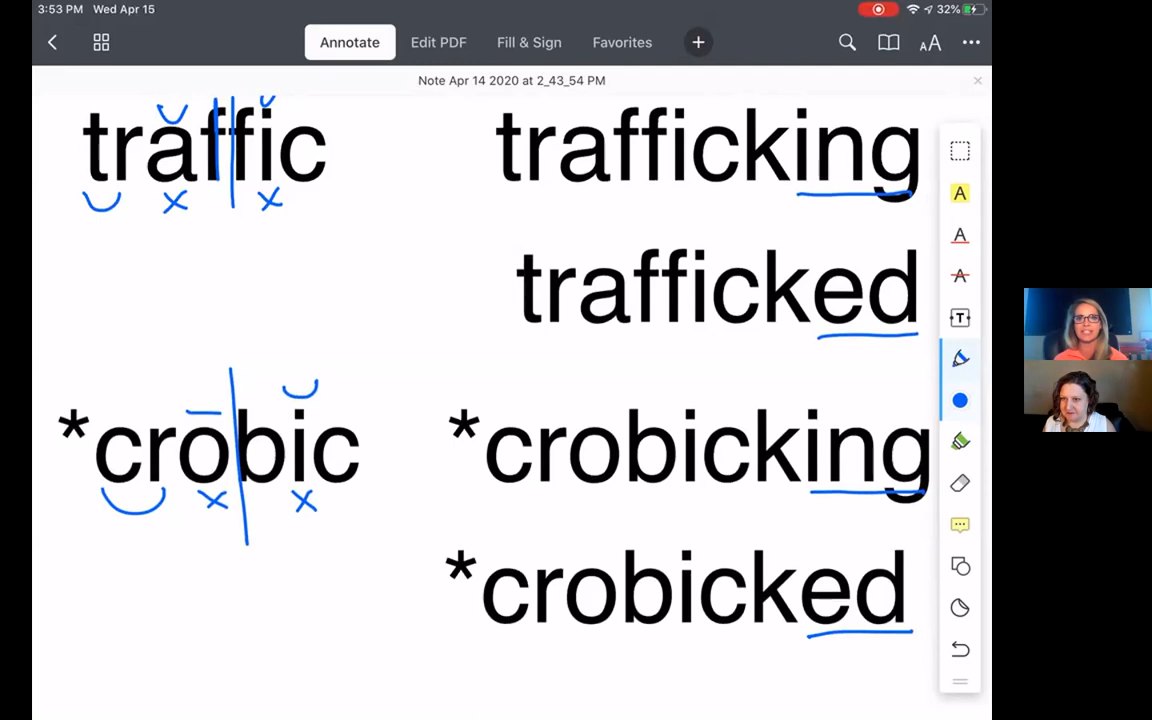 3:53 PM Wed Apr 15 32%
Annotate Edit PDF Fill & Sign Favorites AA
Note Apr 14 2020 at 2_43_54 PM
traffic trafficking
trafficked
*crobic *crobicking
*crobicked
A
A
A
T